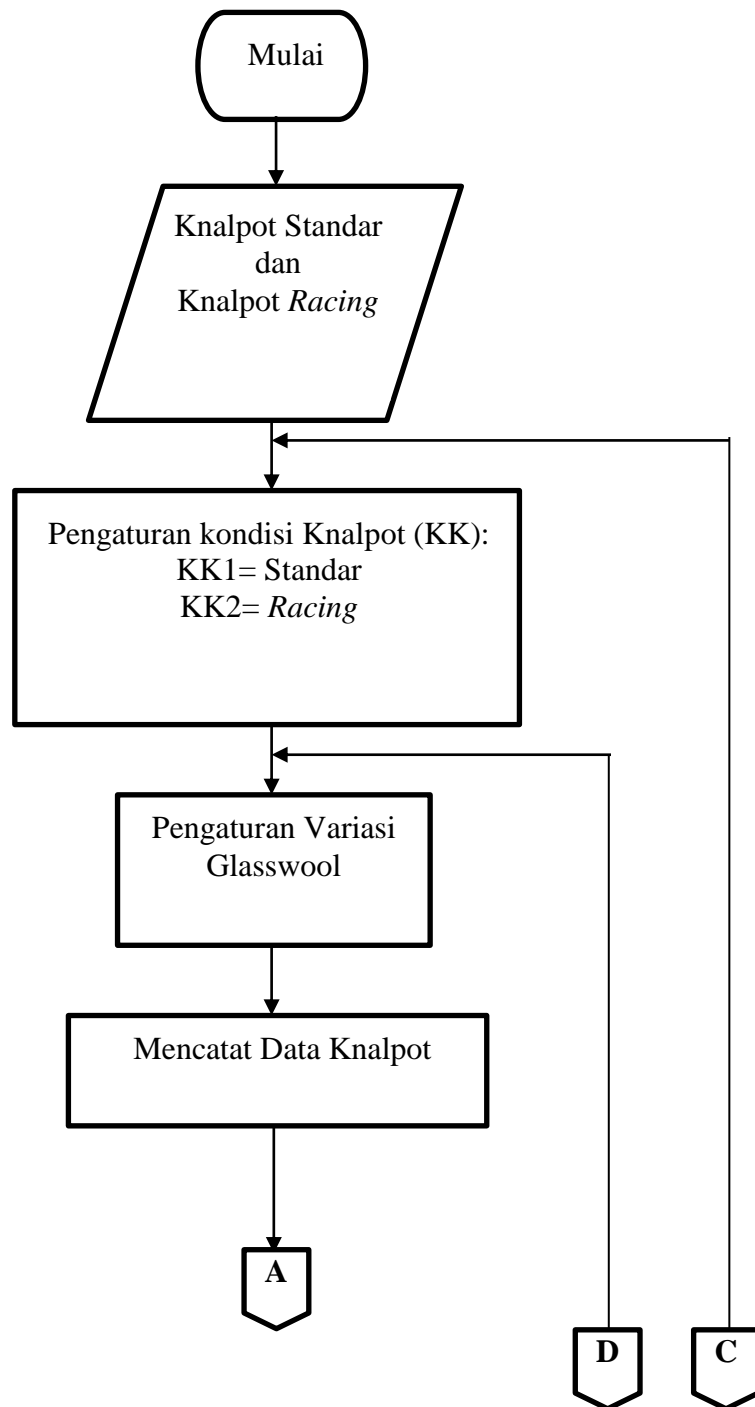 Mulai
Knalpot Standar
dan
Knalpot Racing
Pengaturan kondisi Knalpot (KK):
KK1= Standar
KK2= Racing
Pengaturan Variasi
Glasswool
Mencatat Data Knalpot
A
D
C